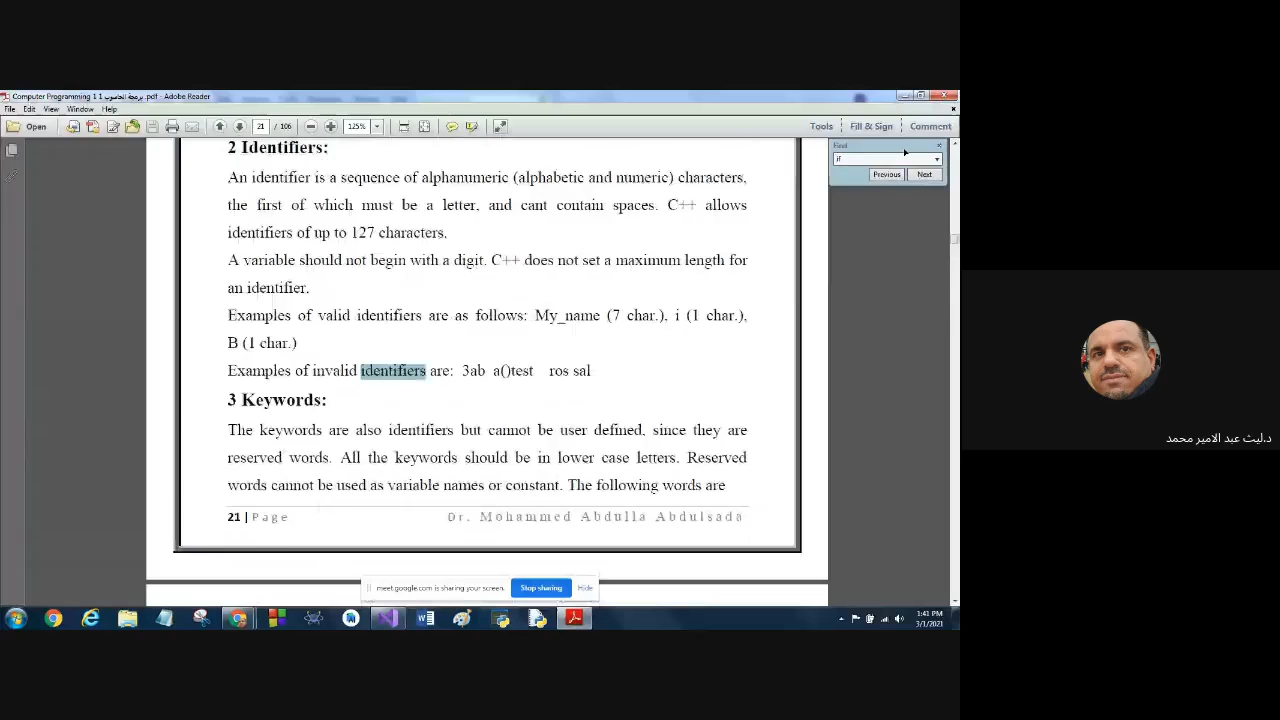 Computer Programming 1 برمجة الحاسوب 1.pdf - Adobe Reader
File Edit View Window Help
Open 21 / 106 125% Tools Fill & Sign Comment
Find
if
Previous Next
2 Identifiers:
An identifier is a sequence of alphanumeric (alphabetic and numeric) characters,
the first of which must be a letter, and cant contain spaces. C++ allows
identifiers of up to 127 characters.
A variable should not begin with a digit. C++ does not set a maximum length for
an identifier.
Examples of valid identifiers are as follows: My_name (7 char.), i (1 char.),
B (1 char.)
Examples of invalid identifiers are: 3ab a()test ros sal
3 Keywords:
The keywords are also identifiers but cannot be user defined, since they are
reserved words. All the keywords should be in lower case letters. Reserved
words cannot be used as variable names or constant. The following words are
21 | Page Dr. Mohammed Abdulla Abdulsada
meet.google.com is sharing your screen. Stop sharing Hide
1:41 PM
3/1/2021
د.ليث عبد الامير محمد